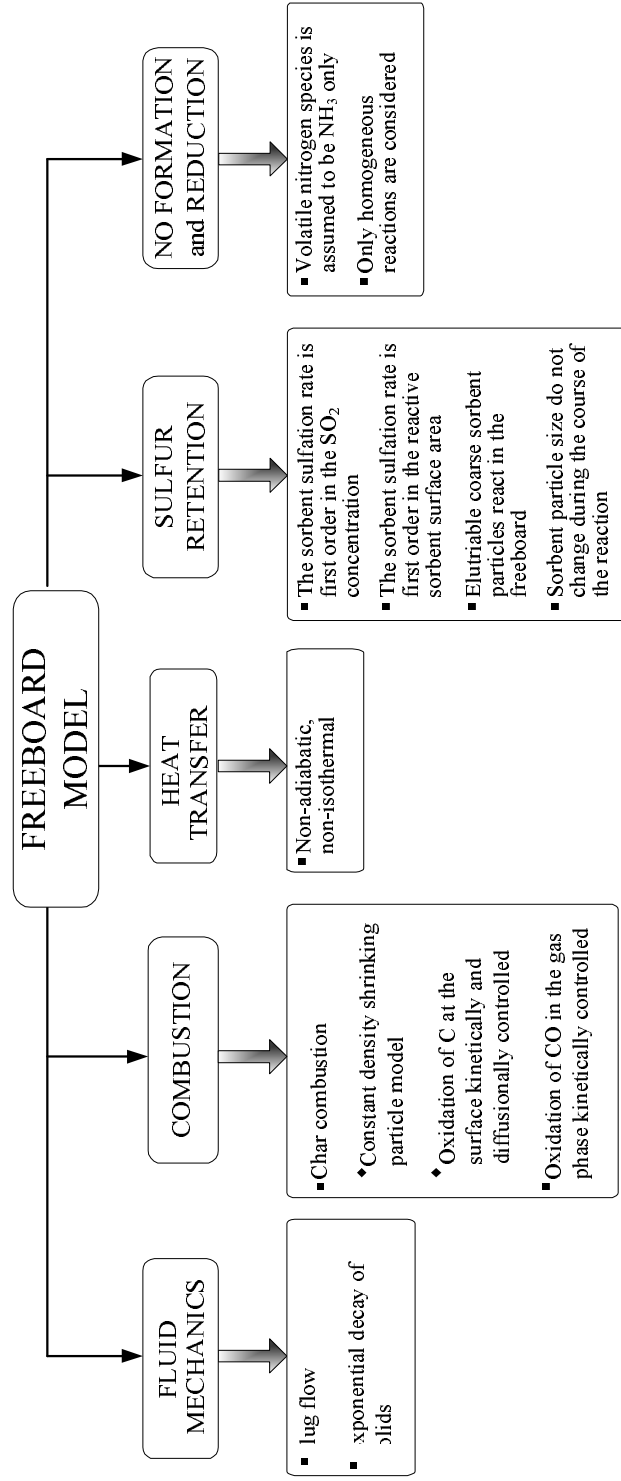 FREEBOARD
MODEL
FLUID
MECHANICS
▪ lug flow
▪ xponential decay of
olids
COMBUSTION
▪Char combustion
◆Constant density shrinking
particle model
◆Oxidation of C at the
surface kinetically and
diffusionally controlled
▪Oxidation of CO in the gas
phase kinetically controlled
HEAT
TRANSFER
▪Non-adiabatic,
non-isothermal
SULFUR
RETENTION
▪ The sorbent sulfation rate is
first order in the SO₂
concentration
▪ The sorbent sulfation rate is
first order in the reactive
sorbent surface area
▪ Elutriable coarse sorbent
particles react in the
freeboard
▪ Sorbent particle size do not
change during the course of
the reaction
NO FORMATION
and REDUCTION
▪ Volatile nitrogen species is
assumed to be NH₃ only
▪ Only homogeneous
reactions are considered